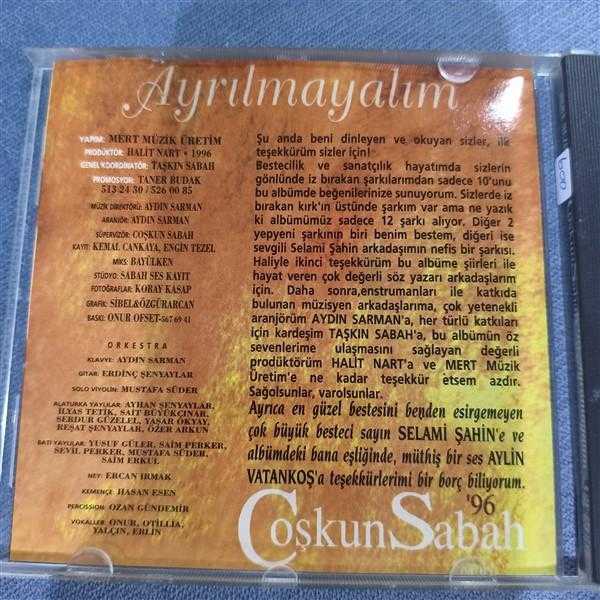 Ayrılmayalım
YAPIM: MERT MÜZİK ÜRETİM
PRODÜKTÖR: HALİT NART • 1996
GENEL KOORDİNATÖR: TAŞKIN SABAH
PROMOSYOR: TANER BUDAK
513 24 30 / 526 00 85
MÜZİK DİREKTÖRÜ: AYDIN SARMAN
ARANJÖR: AYDIN SARMAN
SÜPERVİZÖR: COŞKUN SABAH
KAYIT: KEMAL CANKAYA, ENGİN TEZEL
MİKS: BAYÜLKEN
STÜDYO: SABAH SES KAYIT
FOTOĞRAFLAR: KORAY KASAP
GRAFİK: SİBEL&ÖZGÜRARCAN
BASKI: ONUR OFSET-567 69 41
ORKESTRA
KLAVYE: AYDIN SARMAN
GİTAR: ERDİNÇ ŞENYAYLAR
SOLO VİYOLIN: MUSTAFA SÜDER
ALATURKA YAYLILAR: AYHAN ŞENYAYLAR,
İLYAS TETİK, SAİT BÜYÜKÇINAR,
SERDUR GÜZELEL, YAŞAR OKYAY,
REŞAT ŞENYAYLAR, ÖZER ARKUN
BATI YAYLILAR: YUSUF GÜLER, SAİM PERKER,
SEVİL PERKER, MUSTAFA SÜDER,
SAİM ERKUL
NEY: ERCAN IRMAK
KEMENÇE: HASAN ESEN
PERCISSION: OZAN GÜNDEMİR
VOKALLER: ONUR, OTİLLİA,
YALÇIN, ERLİN
Şu anda beni dinleyen ve okuyan sizler, ilk
teşekkürüm sizler için!
Bestecilik ve sanatçılık hayatımda sizlerin
gönlünde iz bırakan şarkılarımdan sadece 10'unu
bu albümde beğenilerinize sunuyorum. Sizlerde iz
bırakan kırk'ın üstünde şarkım var ama ne yazık
ki albümümüz sadece 12 şarkı alıyor. Diğer 2
yepyeni şarkının biri benim bestem, diğeri ise
sevgili Selami Şahin arkadaşımın nefis bir şarkısı.
Haliyle ikinci teşekkürüm bu albüme şiirleri ile
hayat veren çok değerli söz yazarı arkadaşlarım
için. Daha sonra,enstrumanları ile katkıda
bulunan müzisyen arkadaşlarıma, çok yetenekli
aranjörüm AYDIN SARMAN'a, her türlü katkıları
için kardeşim TAŞKIN SABAH'a, bu albümün öz
sevenlerime ulaşmasını sağlayan değerli
prodüktörüm HALİT NART'a ve MERT Müzik
Üretim'e ne kadar teşekkür etsem azdır.
Sağolsunlar, varolsunlar.
Ayrıca en güzel bestesini benden esirgemeyen
çok büyük besteci sayın SELAMİ ŞAHİN'e ve
albümdeki bana eşliğinde, müthiş bir ses AYLİN
VATANKOŞ'a teşekkürlerimi bir borç biliyorum.
'96
Coşkun Sabah